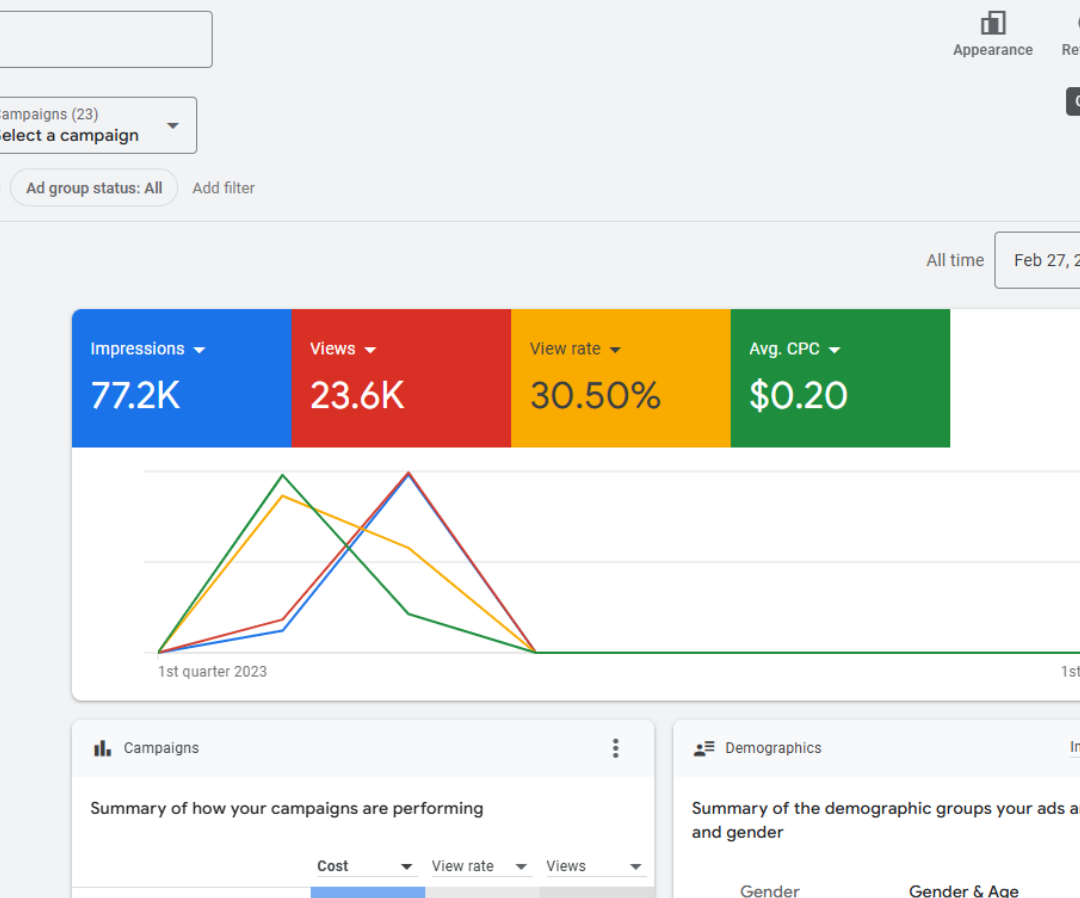 Appearance
ampaigns (23)
elect a campaign
Ad group status: All
Add filter
All time
Feb 27, 2
Impressions
77.2K
Views
23.6K
View rate
30.50%
Avg. CPC
$0.20
1st quarter 2023
1st
Campaigns
Summary of how your campaigns are performing
Cost
View rate
Views
Demographics
Summary of the demographic groups your ads a
and gender
Gender
Gender & Age